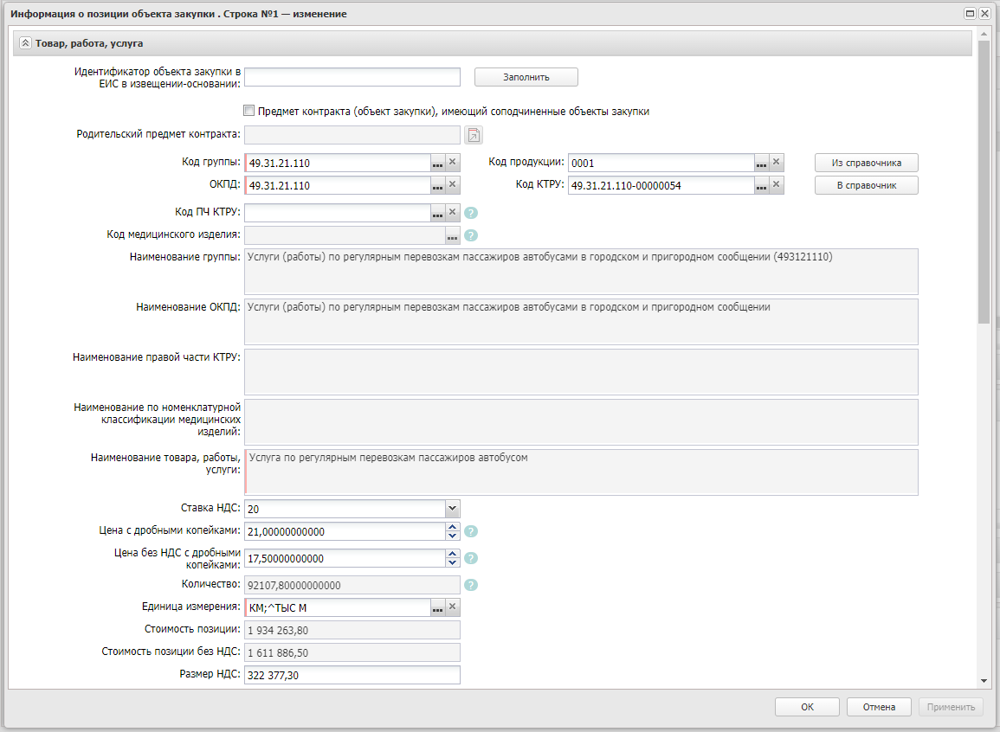 Информация о позиции объекта закупки . Строка №1 — изменение
Товар, работа, услуга
Идентификатор объекта закупки в
ЕИС в извещении-основании:
Заполнить
Предмет контракта (объект закупки), имеющий соподчиненные объекты закупки
Родительский предмет контракта:
Код группы: 49.31.21.110 ... Код продукции: 0001 ... Из справочника
ОКПД: 49.31.21.110 ... Код КТРУ: 49.31.21.110-00000054 ... В справочник
Код ПЧ КТРУ: ... ?
Код медицинского изделия: ... ?
Наименование группы: Услуги (работы) по регулярным перевозкам пассажиров автобусами в городском и пригородном сообщении (493121110)
Наименование ОКПД: Услуги (работы) по регулярным перевозкам пассажиров автобусами в городском и пригородном сообщении
Наименование правой части КТРУ:
Наименование по номенклатурной
классификации медицинских
изделий:
Наименование товара, работы, Услуга по регулярным перевозкам пассажиров автобусом
услуги:
Ставка НДС: 20
Цена с дробными копейками: 21,00000000000 ?
Цена без НДС с дробными
копейками: 17,50000000000 ?
Количество: 92107,80000000000 ?
Единица измерения: КМ;^ТЫС М ...
Стоимость позиции: 1 934 263,80
Стоимость позиции без НДС: 1 611 886,50
Размер НДС: 322 377,30
ОК Отмена Применить